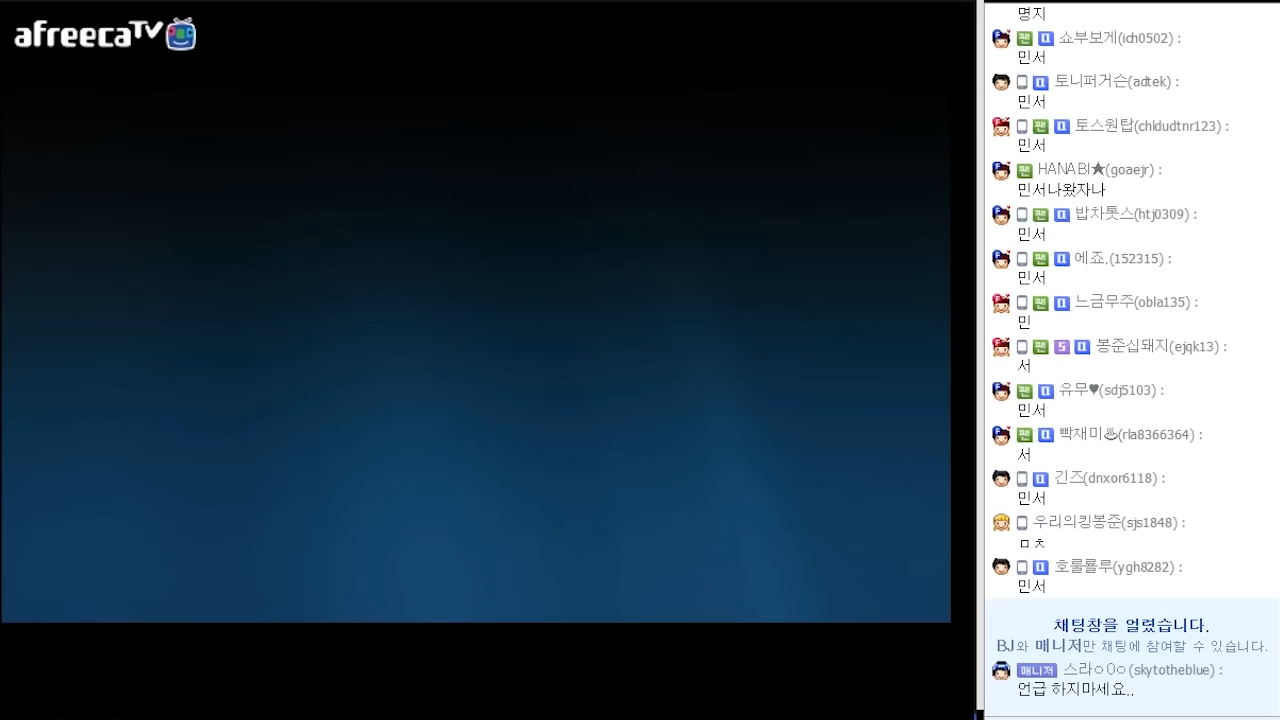 afreecaTV
명지
쇼부보게(ich0502) :
민서
토니퍼거슨(adtek) :
민서
토스원탑(chldudtnr123) :
민서
HANABI★(goaejr) :
민서나왔자나
밥차톳스(htj0309) :
민서
에죠.(152315) :
민서
느금무주(obla135) :
민
봉준십돼지(ejqk13) :
서
유무♥(sdj5103) :
민서
빡재미♨(rla8366364) :
서
긴즈(dnxor6118) :
민서
우리의킹봉준(sjs1848) :
ㅁㅊ
호룰룔루(ygh8282) :
민서
채팅창을 얼렸습니다.
BJ와 매니저만 채팅에 참여할 수 있습니다.
매니저 스라ㅇ0ㅇ(skytotheblue) :
언급 하지마세요..